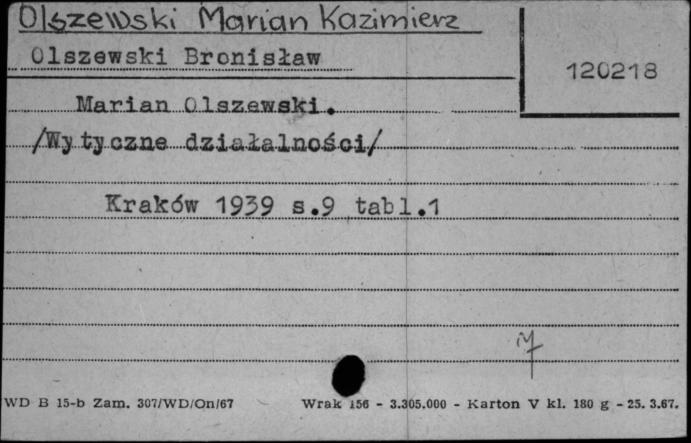 Olszewski Marian Kazimierz
Olszewski Bronisław
120218
Marian Olszewski.
/Wytyczne działalności/
Kraków 1939 s.9 tabl.1
WD B 15-b Zam. 307/WD/On/67 Wrak 156 - 3.305.000 - Karton V kl. 180 g - 25. 3.67.